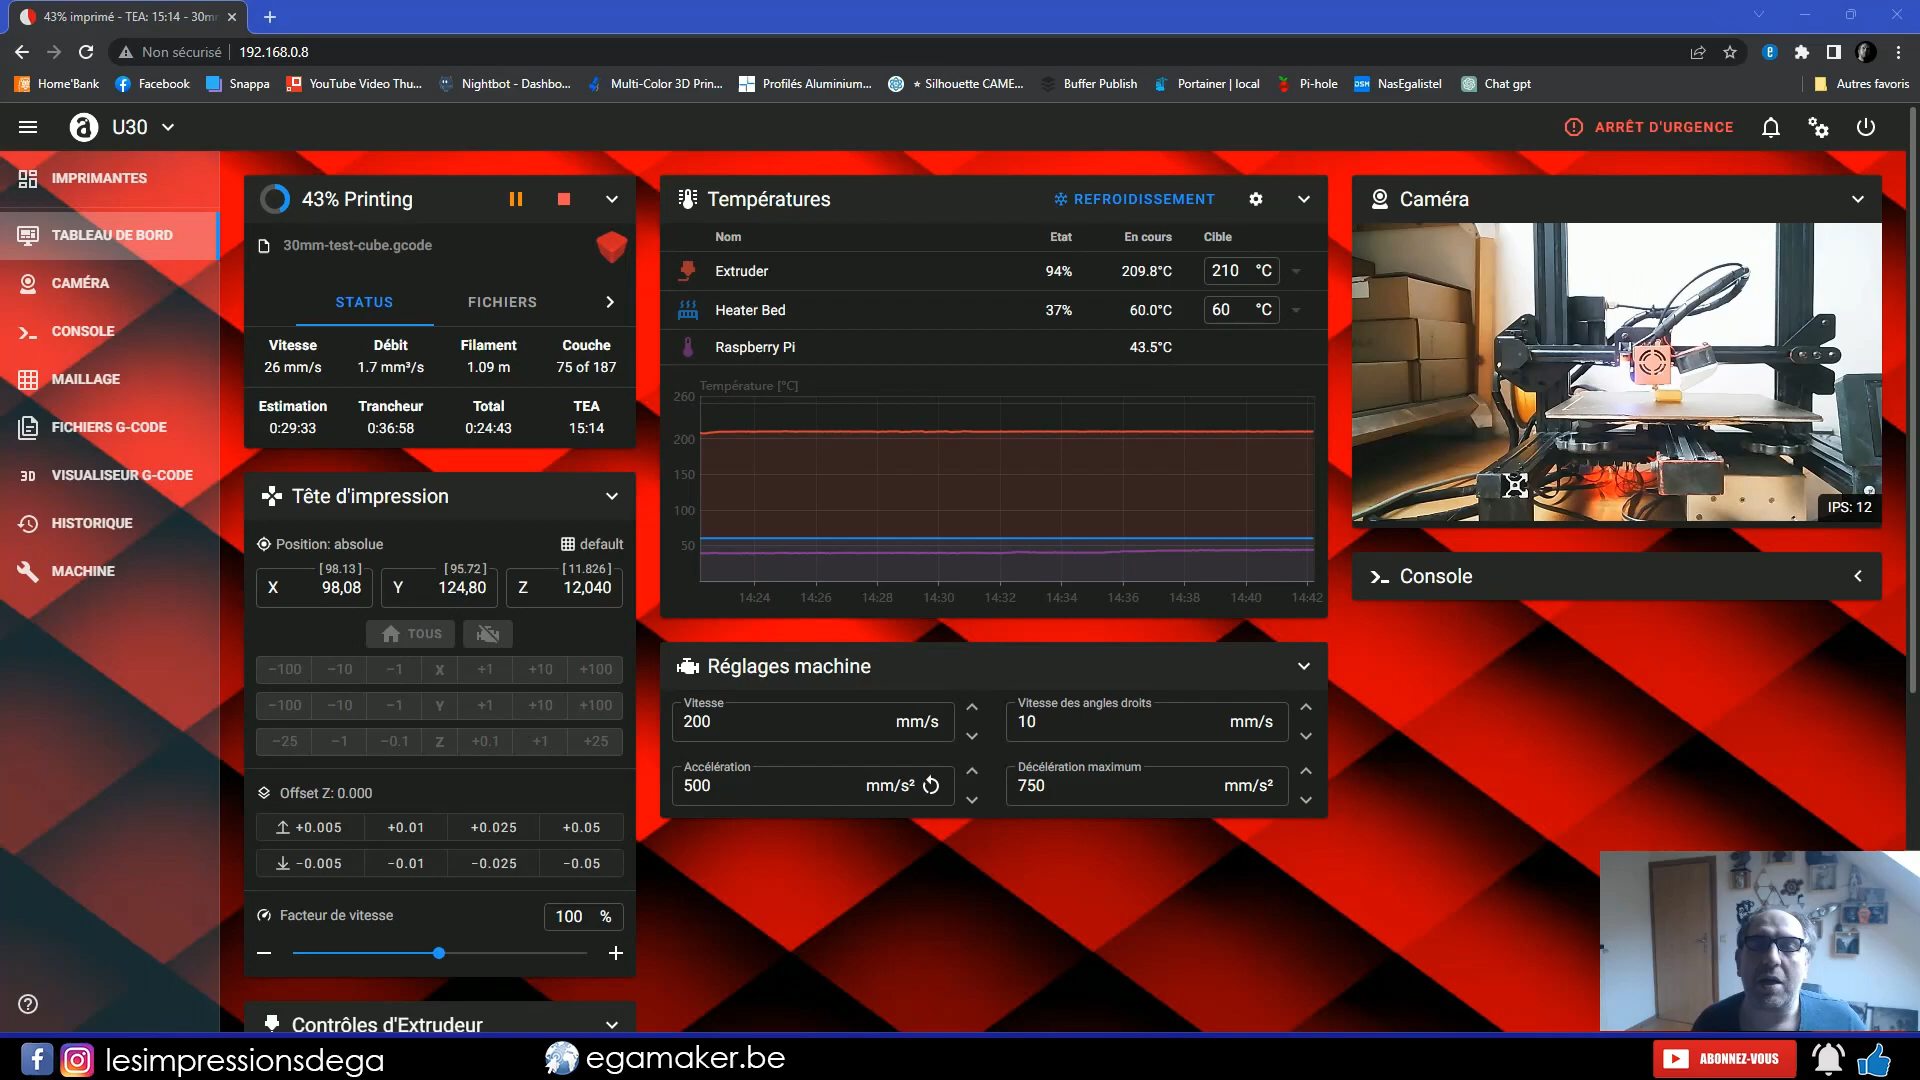 43% imprimé - TEA: 15:14 - 30m
Non sécurisé
192.168.0.8
Home'Bank
Facebook
Snappa
YouTube Video Thu...
Nightbot - Dashbo...
Multi-Color 3D Prin...
Profilés Aluminium...
★ Silhouette CAME...
Buffer Publish
Portainer | local
Pi-hole
NasEgalistel
Chat gpt
Autres favoris
U30
ARRÊT D'URGENCE
IMPRIMANTES
TABLEAU DE BORD
CAMÉRA
CONSOLE
MAILLAGE
FICHIERS G-CODE
3D VISUALISEUR G-CODE
HISTORIQUE
MACHINE
43% Printing
30mm-test-cube.gcode
STATUS FICHIERS
Vitesse Débit Filament Couche
26 mm/s 1.7 mm³/s 1.09 m 75 of 187
Estimation Trancheur Total TEA
0:29:33 0:36:58 0:24:43 15:14
Tête d'impression
Position: absolue default
[ 98.13 ] [ 95.72 ] [ 11.826 ]
X 98,08 Y 124,80 Z 12,040
TOUS
−100 −10 −1 X +1 +10 +100
−100 −10 −1 Y +1 +10 +100
−25 −1 −0.1 Z +0.1 +1 +25
Offset Z: 0.000
+0.005 +0.01 +0.025 +0.05
−0.005 −0.01 −0.025 −0.05
Facteur de vitesse 100 %
Contrôles d'Extrudeur
Températures REFROIDISSEMENT
Nom Etat En cours Cible
Extruder 94% 209.8°C 210 °C
Heater Bed 37% 60.0°C 60 °C
Raspberry Pi 43.5°C
Température [°C]
260
200
150
100
50
14:24 14:26 14:28 14:30 14:32 14:34 14:36 14:38 14:40 14:42
Réglages machine
Vitesse Vitesse des angles droits
200 mm/s 10 mm/s
Accélération Décélération maximum
500 mm/s² 750 mm/s²
Caméra
IPS: 12
Console
lesimpressionsdega
egamaker.be
ABONNEZ-VOUS